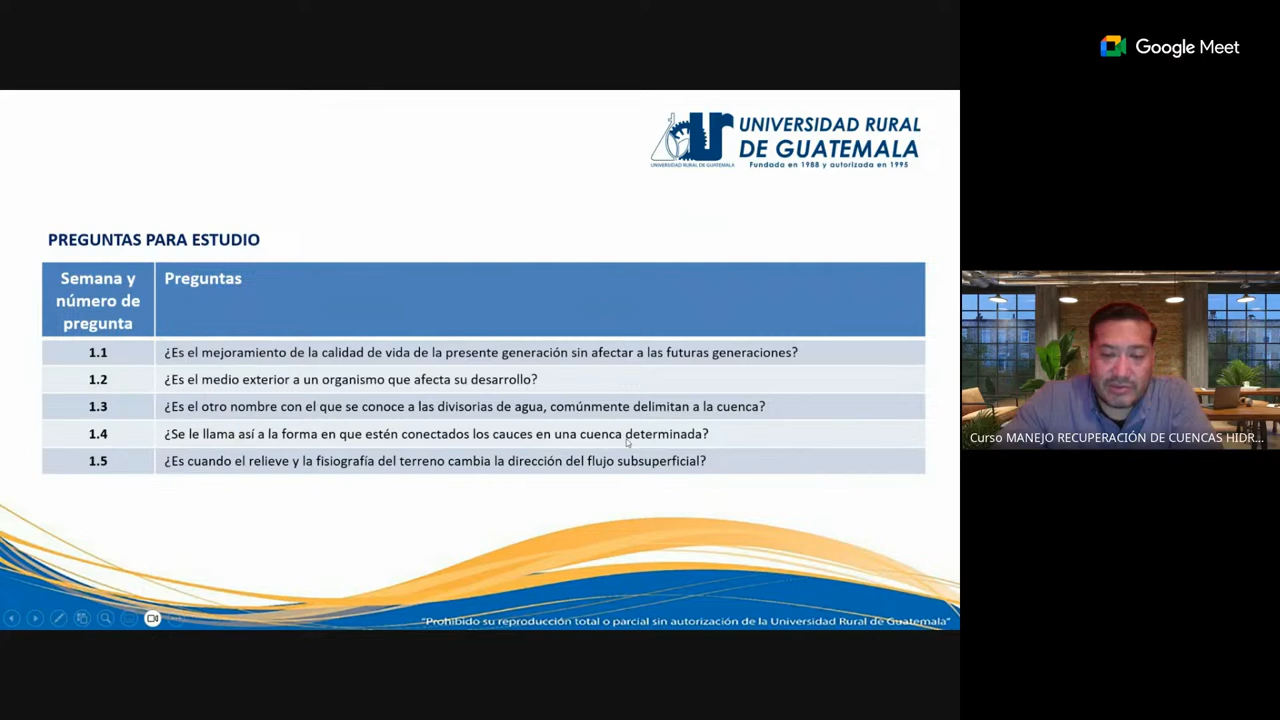 Google Meet
UNIVERSIDAD RURAL
DE GUATEMALA
Fundada en 1988 y autorizada en 1995
UNIVERSIDAD RURAL DE GUATEMALA
PREGUNTAS PARA ESTUDIO
Semana y
número de
pregunta
Preguntas
1.1 ¿Es el mejoramiento de la calidad de vida de la presente generación sin afectar a las futuras generaciones?
1.2 ¿Es el medio exterior a un organismo que afecta su desarrollo?
1.3 ¿Es el otro nombre con el que se conoce a las divisorias de agua, comúnmente delimitan a la cuenca?
1.4 ¿Se le llama así a la forma en que estén conectados los cauces en una cuenca determinada?
1.5 ¿Es cuando el relieve y la fisiografía del terreno cambia la dirección del flujo subsuperficial?
Curso MANEJO RECUPERACIÓN DE CUENCAS HIDR...
"Prohibido su reproducción total o parcial sin autorización de la Universidad Rural de Guatemala"